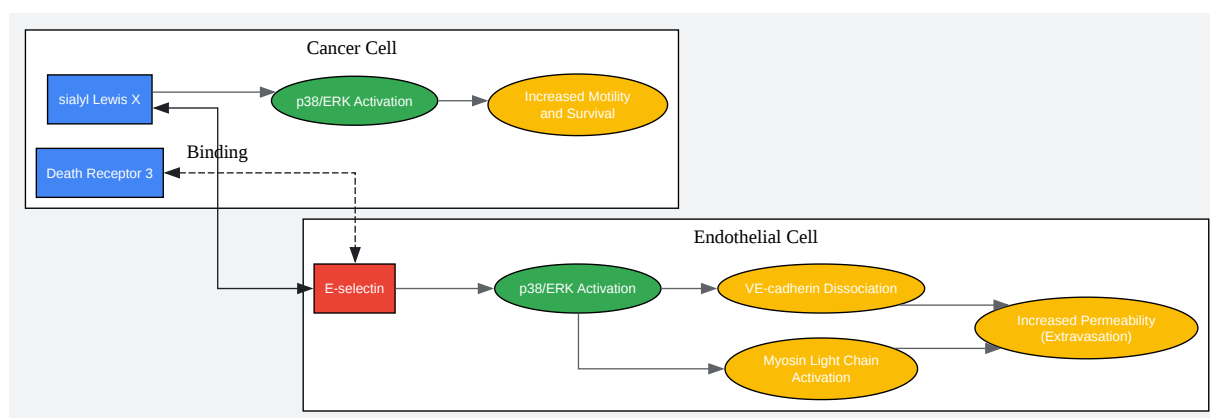 Cancer Cell
sialyl Lewis X
p38/ERK Activation
Increased Motility
and Survival
Binding
Death Receptor 3
Endothelial Cell
E-selectin
p38/ERK Activation
VE-cadherin Dissociation
Increased Permeability
(Extravasation)
Myosin Light Chain
Activation